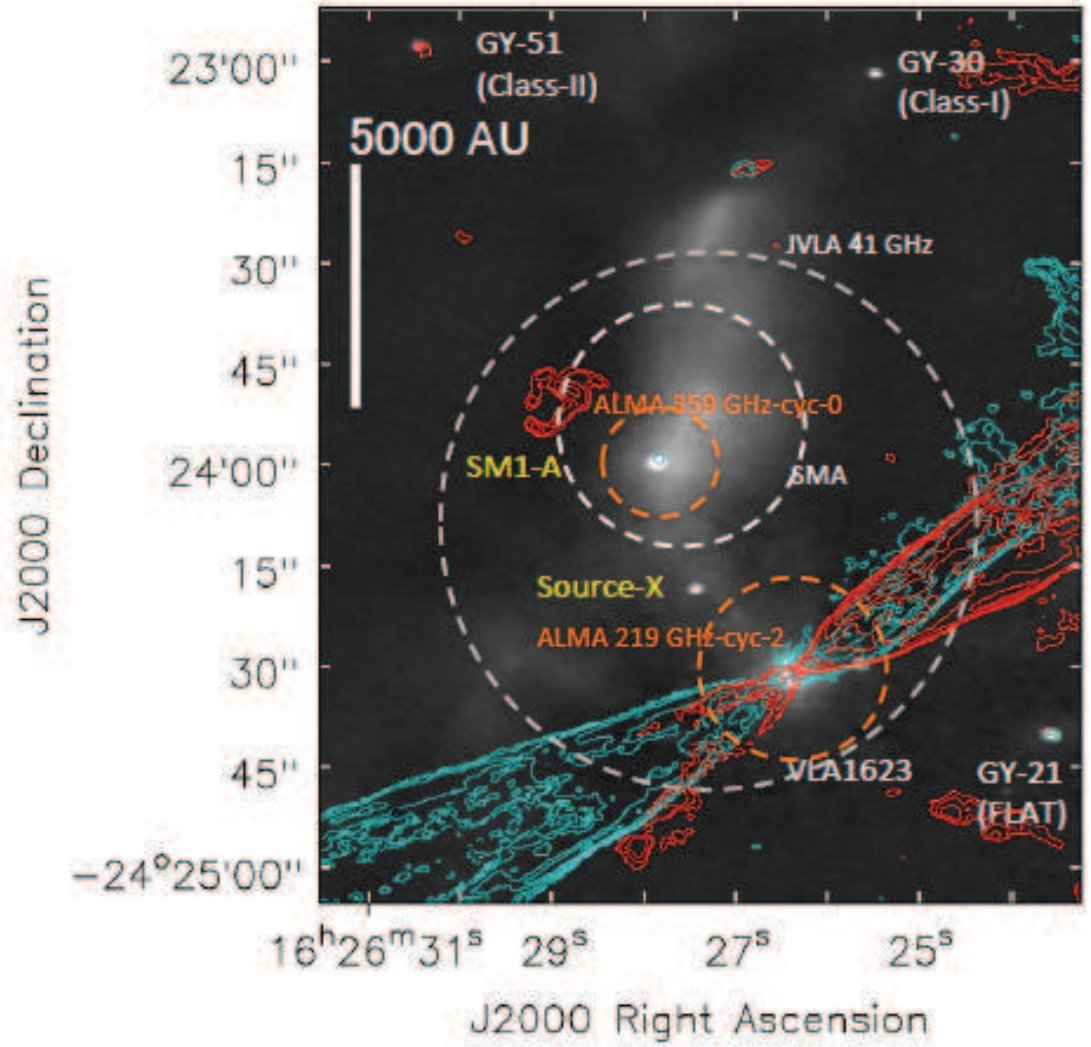 GY-51
(Class-II)
GY-30
(Class-I)
5000 AU
JVLA 41 GHz
ALMA 359 GHz-cyc-0
SM1-A
SMA
Source-X
ALMA 219 GHz-cyc-2
VLA1623
GY-21
(FLAT)
23'00"
15"
30"
45"
24'00"
15"
30"
45"
-24°25'00"
J2000 Declination
16h26m31s 29s 27s 25s
J2000 Right Ascension